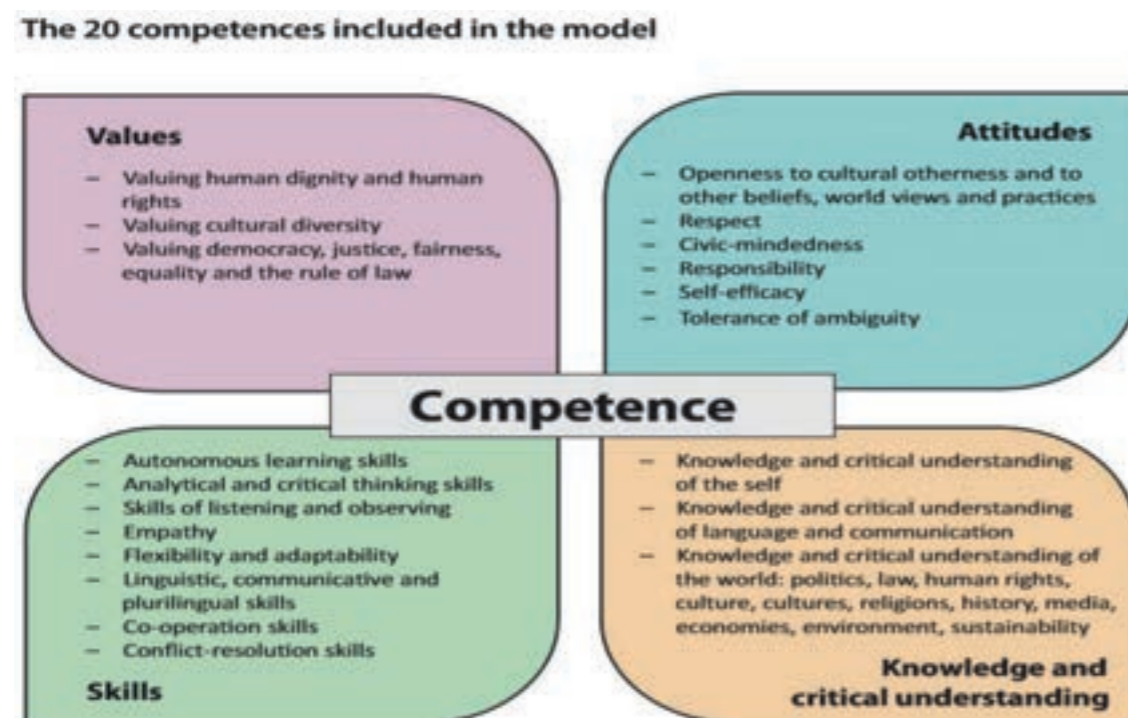 The 20 competences included in the model
Values
– Valuing human dignity and human
rights
– Valuing cultural diversity
– Valuing democracy, justice, fairness,
equality and the rule of law
Attitudes
– Openness to cultural otherness and to
other beliefs, world views and practices
– Respect
– Civic-mindedness
– Responsibility
– Self-efficacy
– Tolerance of ambiguity
Competence
– Autonomous learning skills
– Analytical and critical thinking skills
– Skills of listening and observing
– Empathy
– Flexibility and adaptability
– Linguistic, communicative and
plurilingual skills
– Co-operation skills
– Conflict-resolution skills
Skills
– Knowledge and critical understanding
of the self
– Knowledge and critical understanding
of language and communication
– Knowledge and critical understanding of
the world: politics, law, human rights,
culture, cultures, religions, history, media,
economies, environment, sustainability
Knowledge and
critical understanding